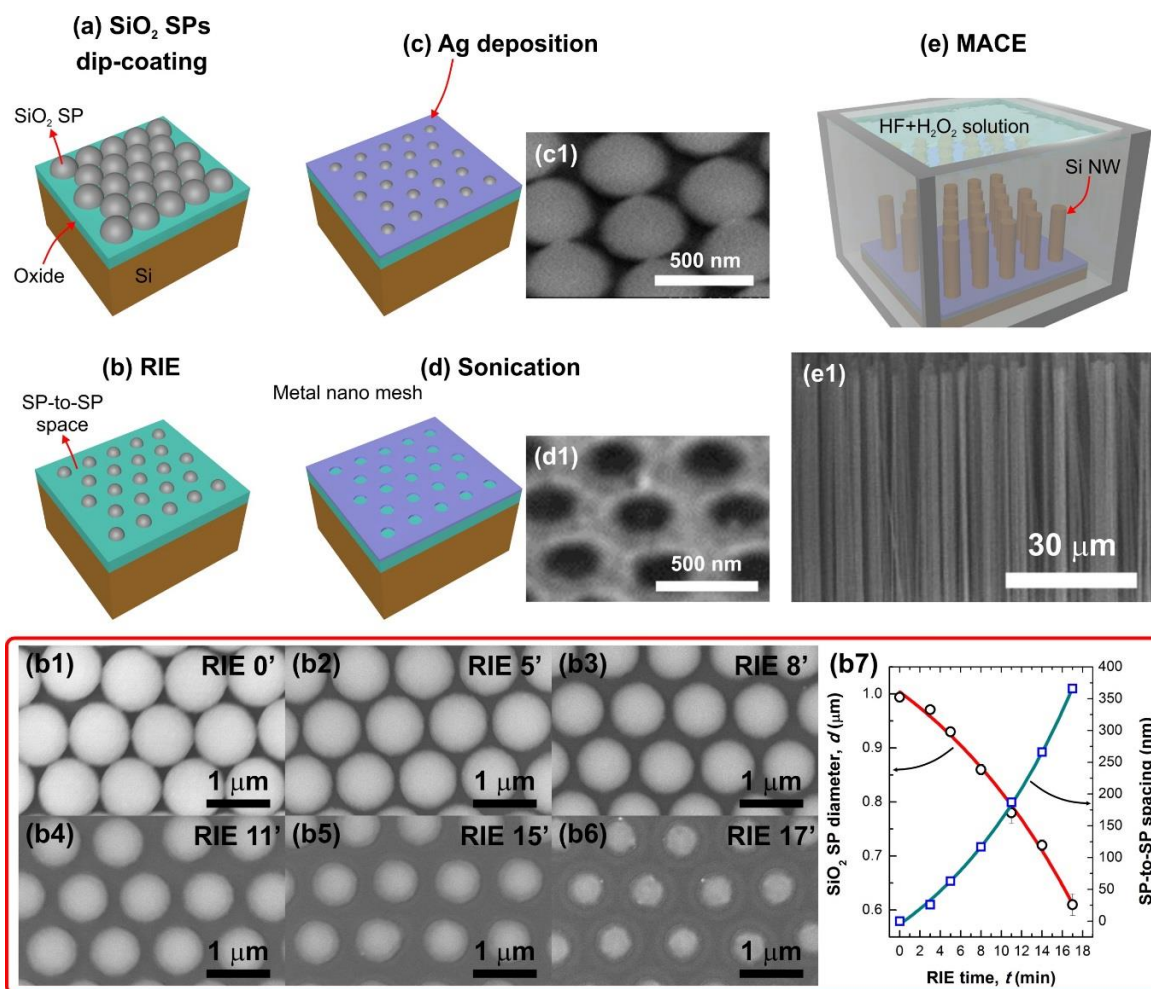 (a) SiO₂ SPs
dip-coating
SiO₂ SP
Oxide
Si
(c) Ag deposition
(c1)
500 nm
(e) MACE
HF+H₂O₂ solution
Si NW
(b) RIE
SP-to-SP
space
(d) Sonication
Metal nano mesh
(d1)
500 nm
(e1)
30 μm
(b1)
RIE 0’
1 μm
(b2)
RIE 5’
1 μm
(b3)
RIE 8’
1 μm
(b4)
RIE 11’
1 μm
(b5)
RIE 15’
1 μm
(b6)
RIE 17’
1 μm
(b7)
SiO₂ SP diameter, d (μm)
1.0
0.9
0.8
0.7
0.6
400
350
300
250
200
150
100
50
0
SP-to-SP spacing (nm)
0 2 4 6 8 10 12 14 16 18
RIE time, t (min)